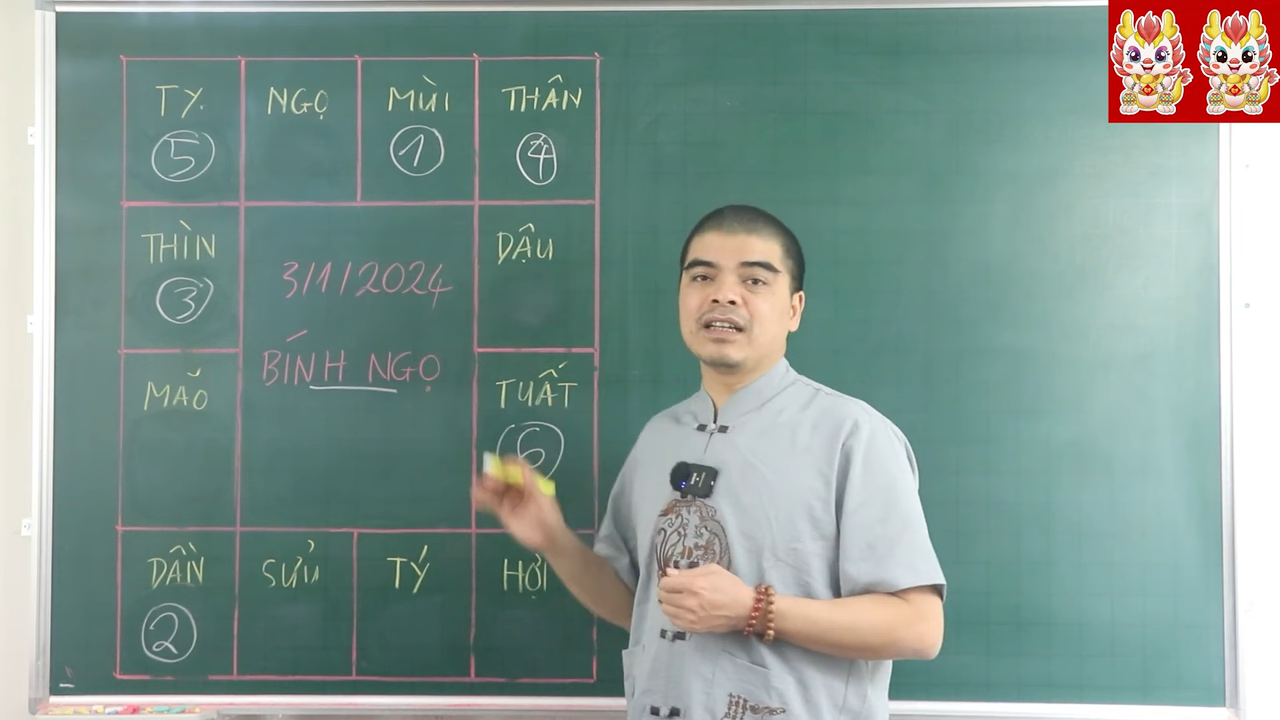 TỴ NGỌ MÙI THÂN
5 1 4
THÌN DẬU
3
3/1/2024
BÍNH NGỌ
MÃO TUẤT
6
DẦN SỬU TÝ HỢI
2